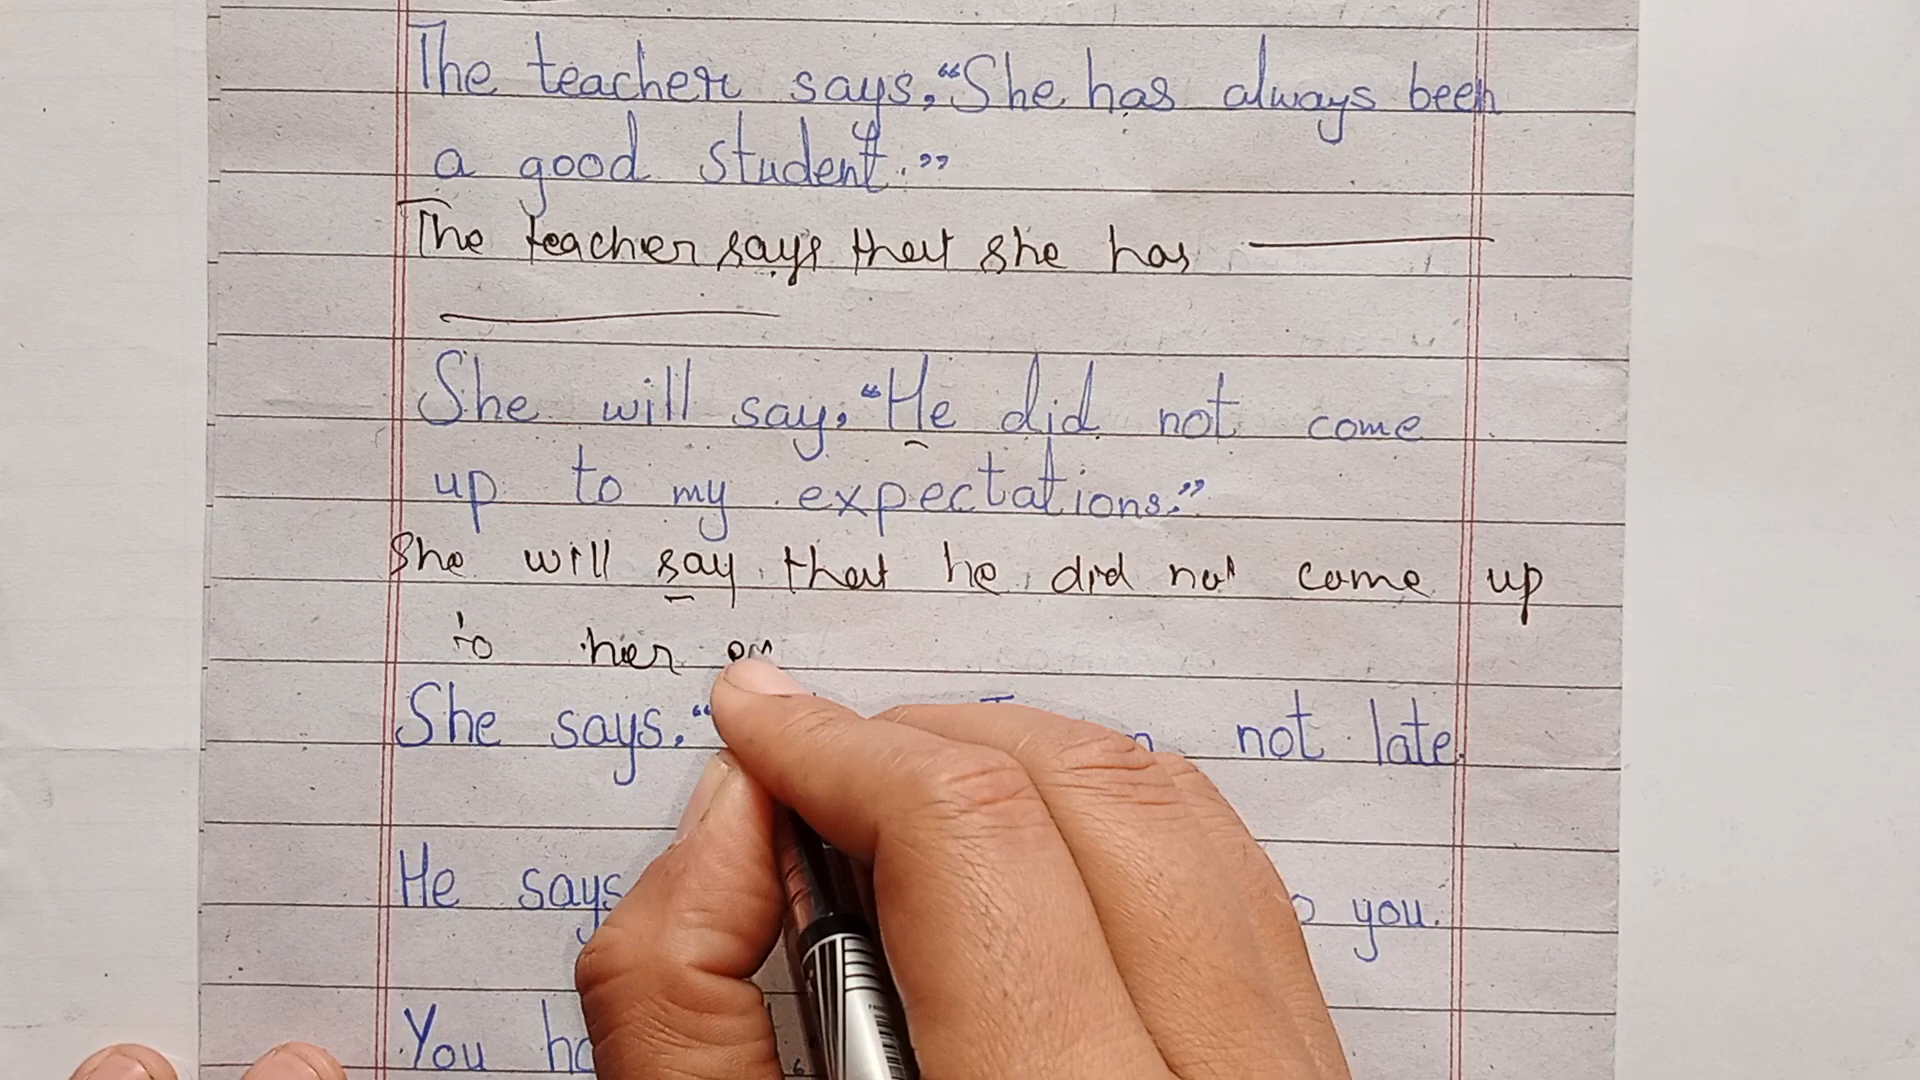 The teacher says, “She has always been
a good student.”
The teacher says that she has
She will say, “He did not come
up to my expectations.”
She will say that he did not come up
to her
She says, “ not late.
He says you.
You